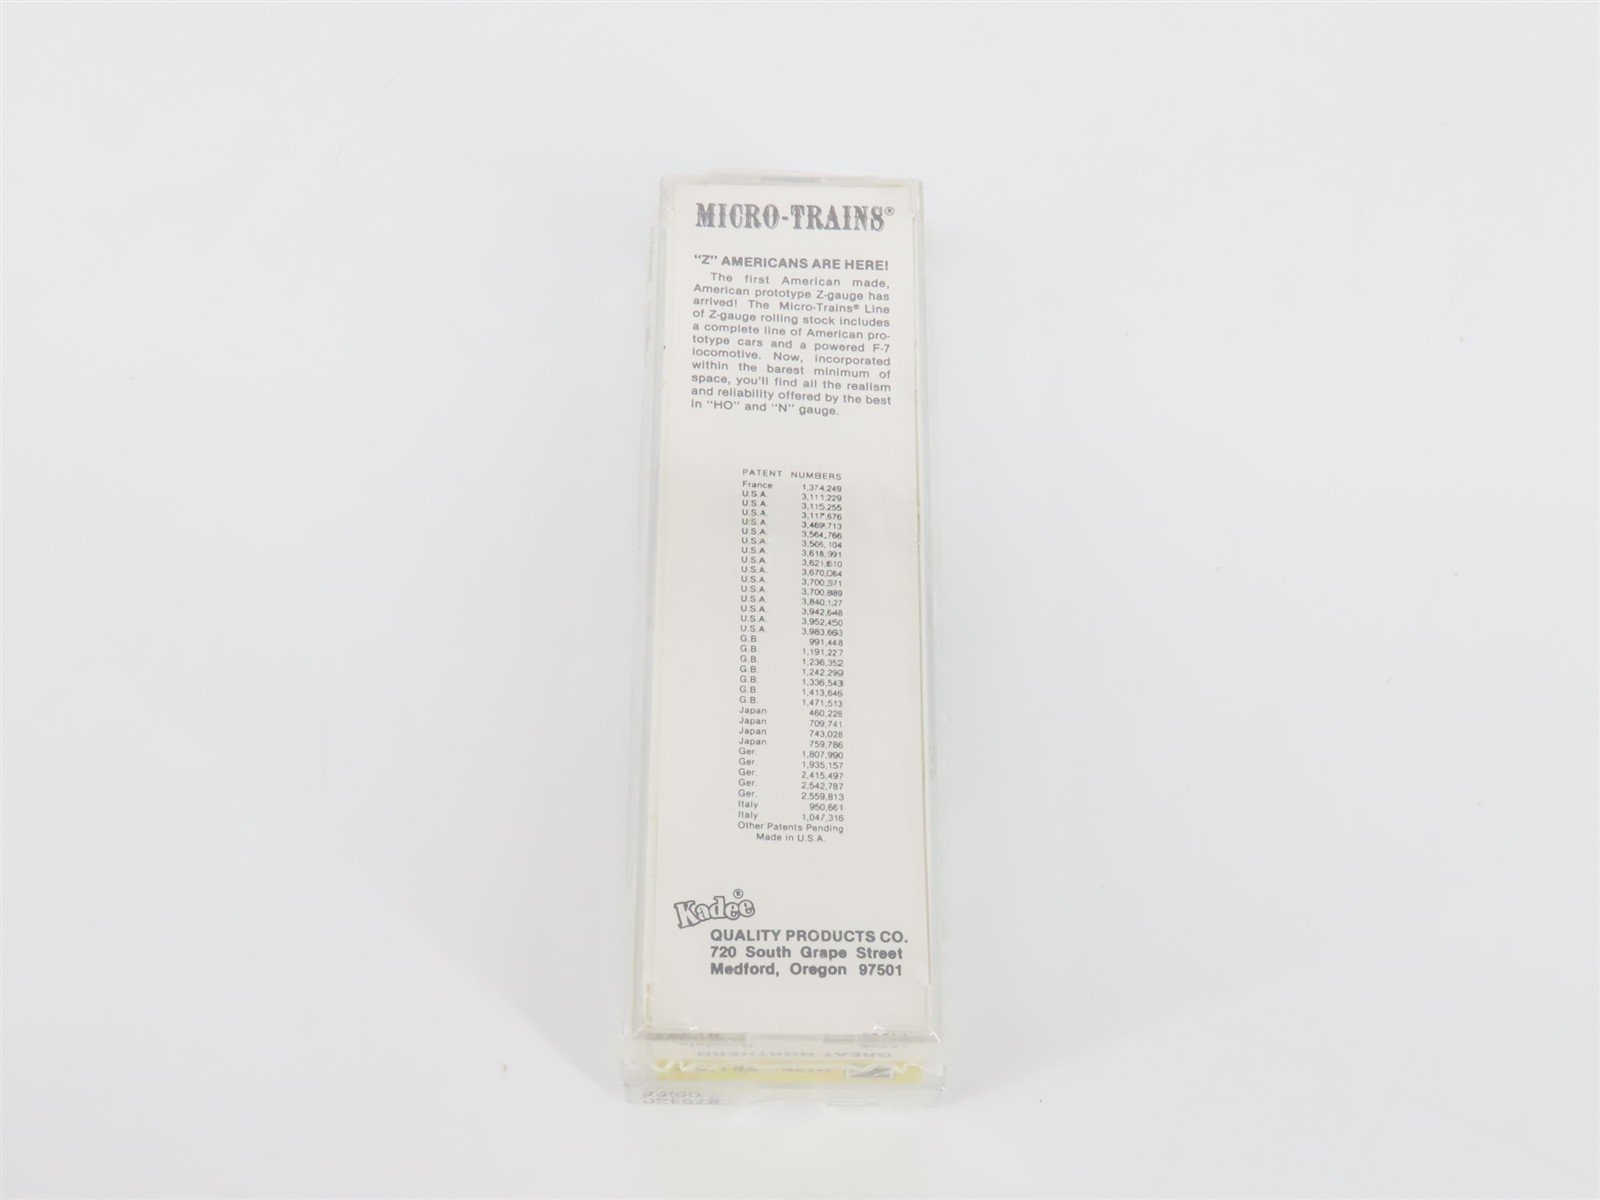 MICRO-TRAINS®
"Z" AMERICANS ARE HERE!
The first American made,
American prototype Z-gauge has
arrived! The Micro-Trains® Line
of Z-gauge rolling stock includes
a complete line of American pro-
totype cars and a powered F-7
locomotive. Now, incorporated
within the barest minimum of
space, you'll find all the realism
and reliability offered by the best
in "HO" and "N" gauge.
PATENT NUMBERS
France 1,374,249
U.S.A. 3,111,229
U.S.A. 3,115,255
U.S.A. 3,117,676
U.S.A. 3,469,713
U.S.A. 3,564,766
U.S.A. 3,566,104
U.S.A. 3,618,991
U.S.A. 3,621,610
U.S.A. 3,670,064
U.S.A. 3,700,371
U.S.A. 3,700,889
U.S.A. 3,840,127
U.S.A. 3,942,648
U.S.A. 3,952,450
U.S.A. 3,983,663
G.B. 991,448
G.B. 1,191,227
G.B. 1,236,352
G.B. 1,242,299
G.B. 1,336,543
G.B. 1,413,646
G.B. 1,471,513
Japan 460,228
Japan 709,741
Japan 743,028
Japan 759,786
Ger. 1,807,990
Ger. 1,935,157
Ger. 2,415,497
Ger. 2,542,787
Ger. 2,559,813
Italy 950,661
Italy 1,047,316
Other Patents Pending
Made in U.S.A.
Kadee®
QUALITY PRODUCTS CO.
720 South Grape Street
Medford, Oregon 97501
GREAT NORTHERN